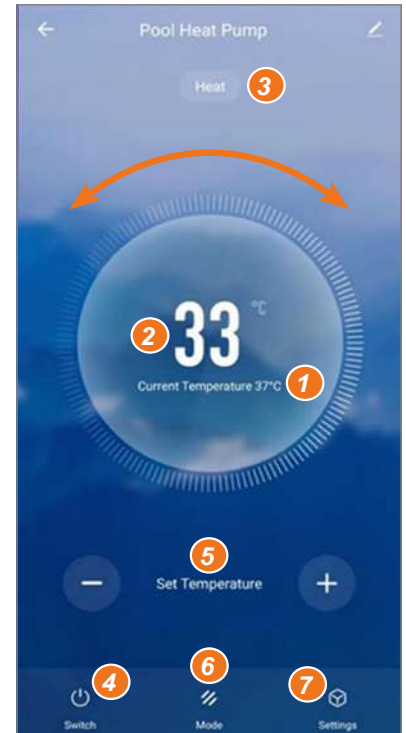 Pool Heat Pump
Heat 3
2 33 °C
Current Temperature 37°C 1
5
− Set Temperature +
4 6 7
Switch Mode Settings